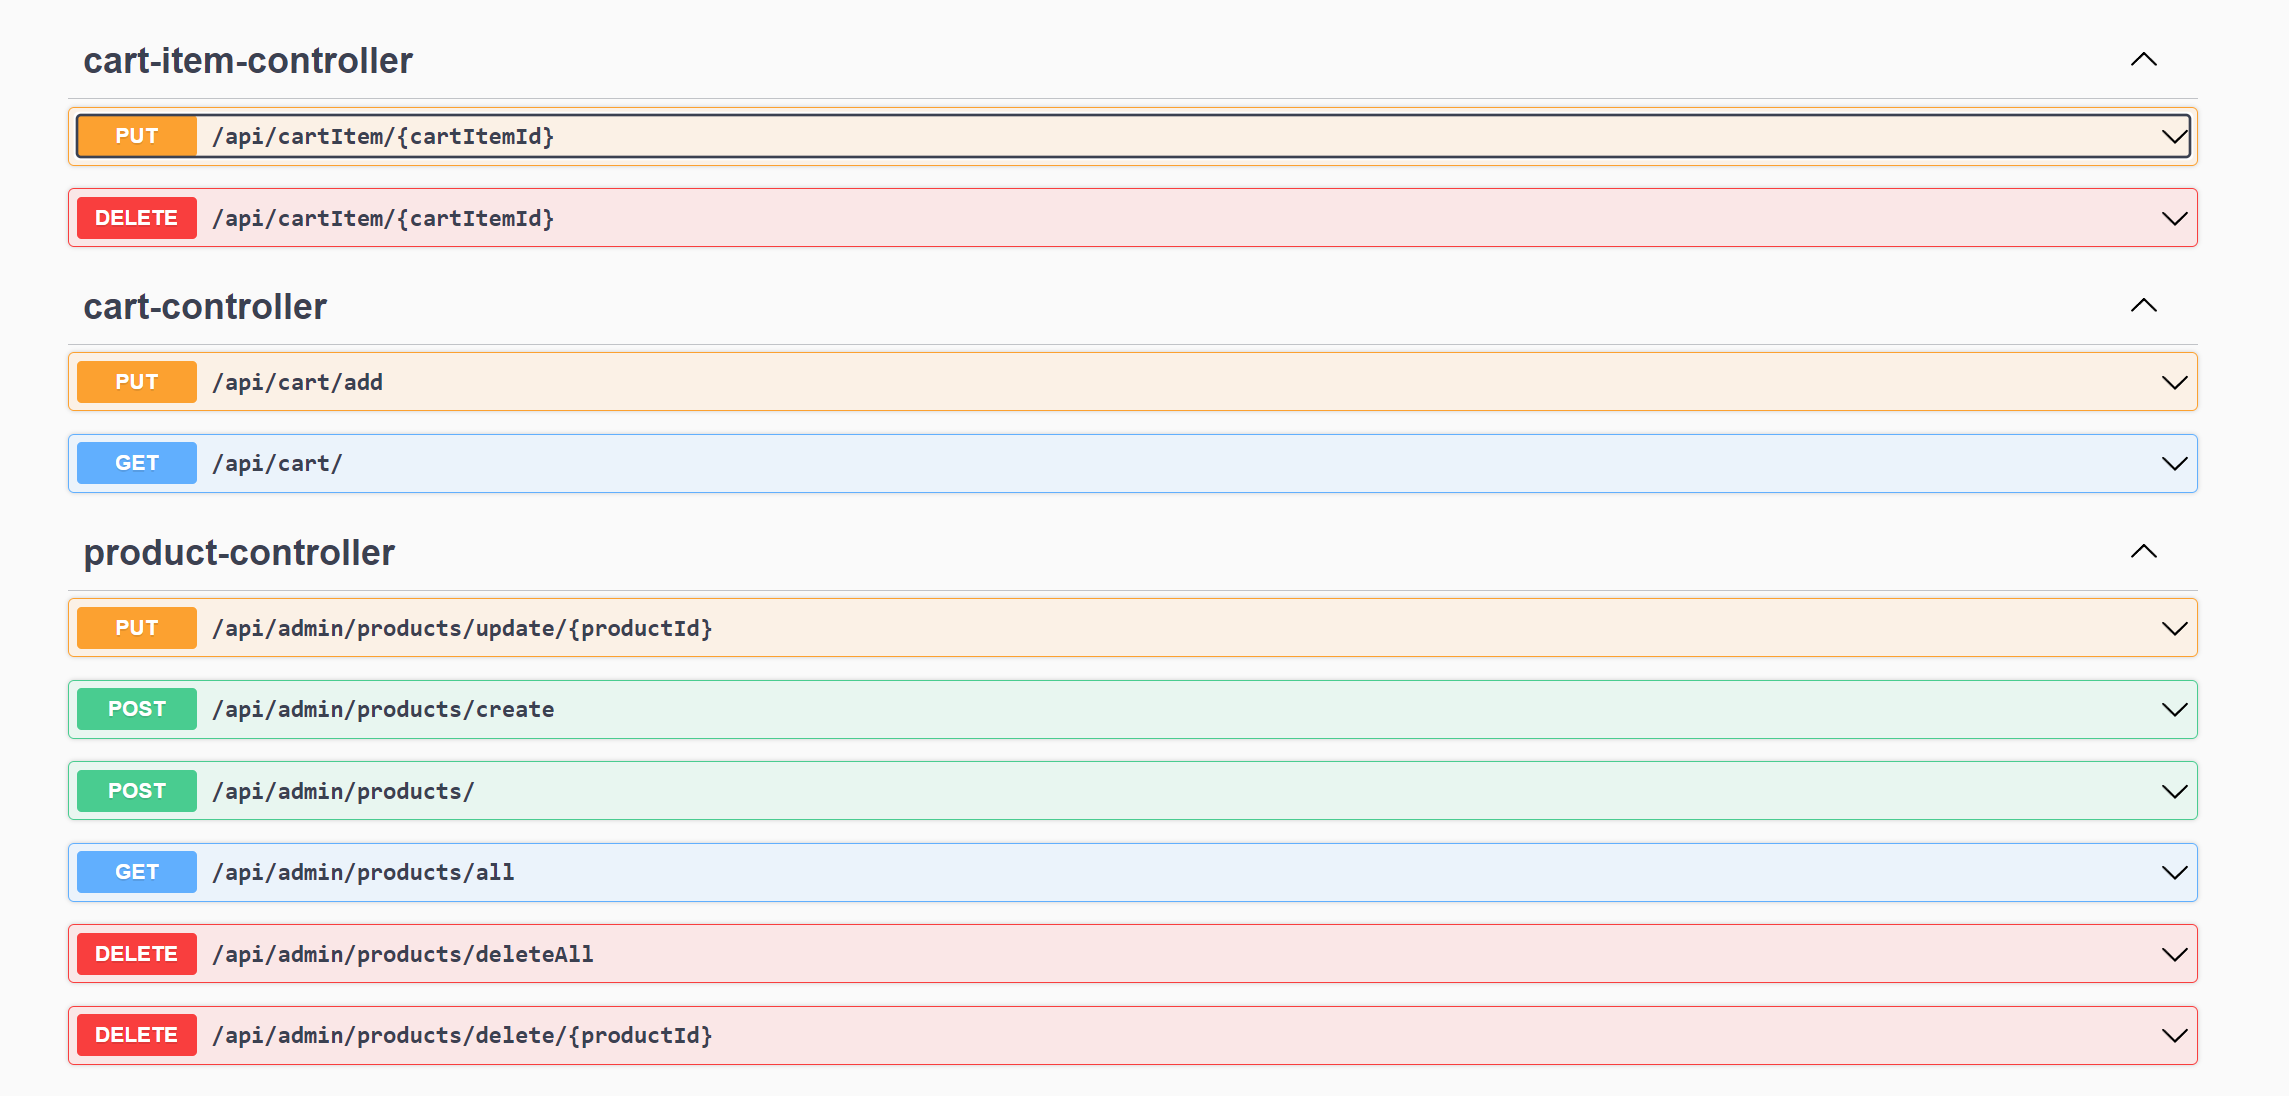 cart-item-controller
PUT /api/cartItem/{cartItemId}
DELETE /api/cartItem/{cartItemId}
cart-controller
PUT /api/cart/add
GET /api/cart/
product-controller
PUT /api/admin/products/update/{productId}
POST /api/admin/products/create
POST /api/admin/products/
GET /api/admin/products/all
DELETE /api/admin/products/deleteAll
DELETE /api/admin/products/delete/{productId}